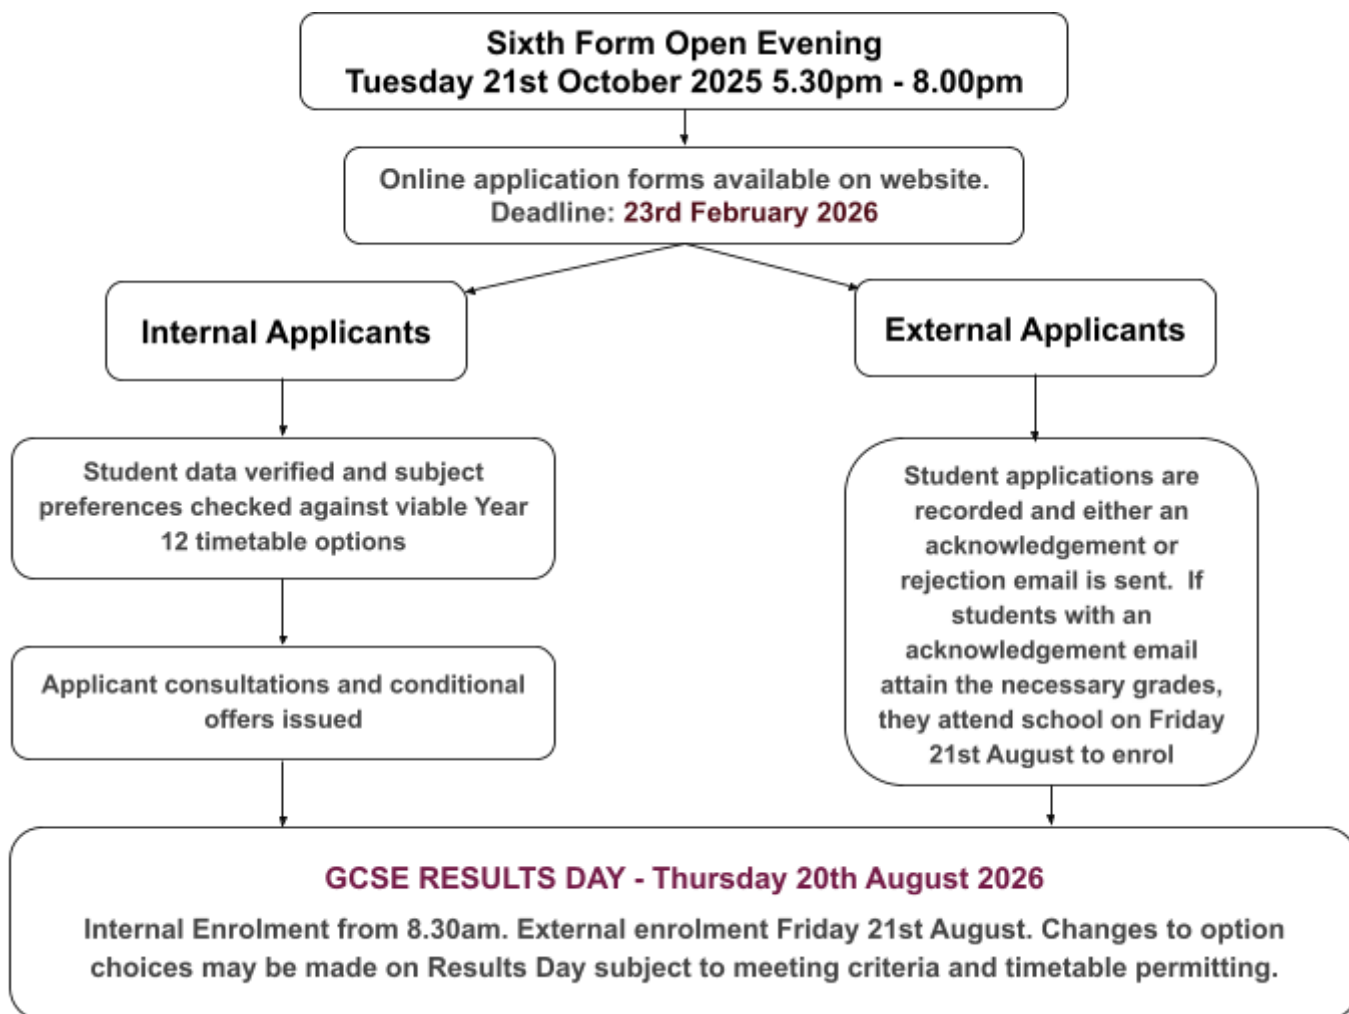 Sixth Form Open Evening
Tuesday 21st October 2025 5.30pm - 8.00pm
Online application forms available on website.
Deadline: 23rd February 2026
Internal Applicants
External Applicants
Student data verified and subject
preferences checked against viable Year
12 timetable options
Applicant consultations and conditional
offers issued
Student applications are
recorded and either an
acknowledgement or
rejection email is sent.  If
students with an
acknowledgement email
attain the necessary grades,
they attend school on Friday
21st August to enrol
GCSE RESULTS DAY - Thursday 20th August 2026
Internal Enrolment from 8.30am. External enrolment Friday 21st August. Changes to option
choices may be made on Results Day subject to meeting criteria and timetable permitting.